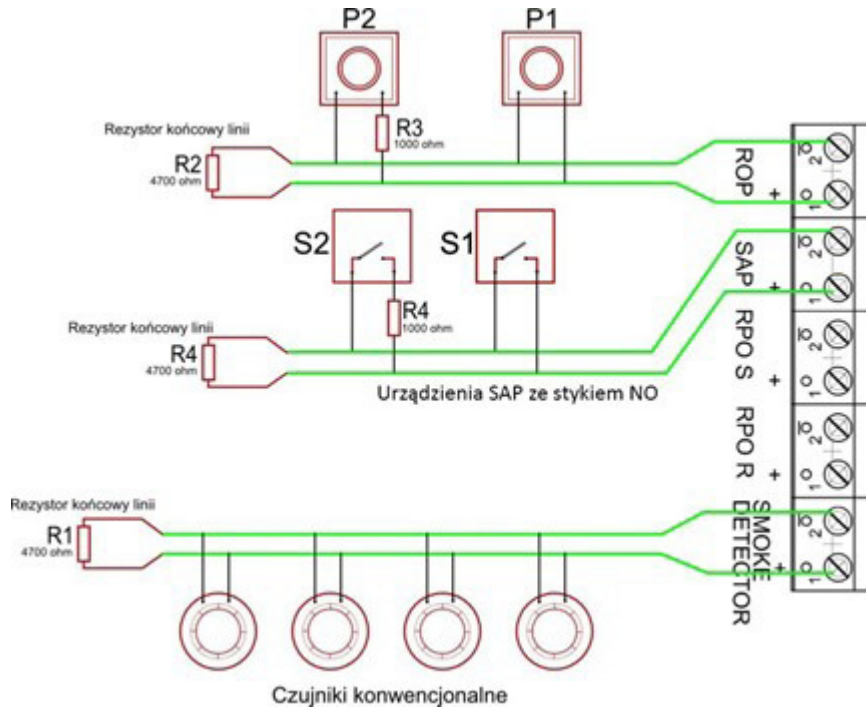 P2
P1
Rezystor końcowy linii
R3
1000 ohm
R2
4700 ohm
ROP
2
+
1
S2
S1
SAP
2
+
1
R4
1000 ohm
Rezystor końcowy linii
R4
4700 ohm
Urządzienia SAP ze stykiem NO
RPO S
2
+
1
RPO R
2
+
1
Rezystor końcowy linii
R1
4700 ohm
SMOKE
DETECTOR
2
+
1
Czujniki konwencjonalne